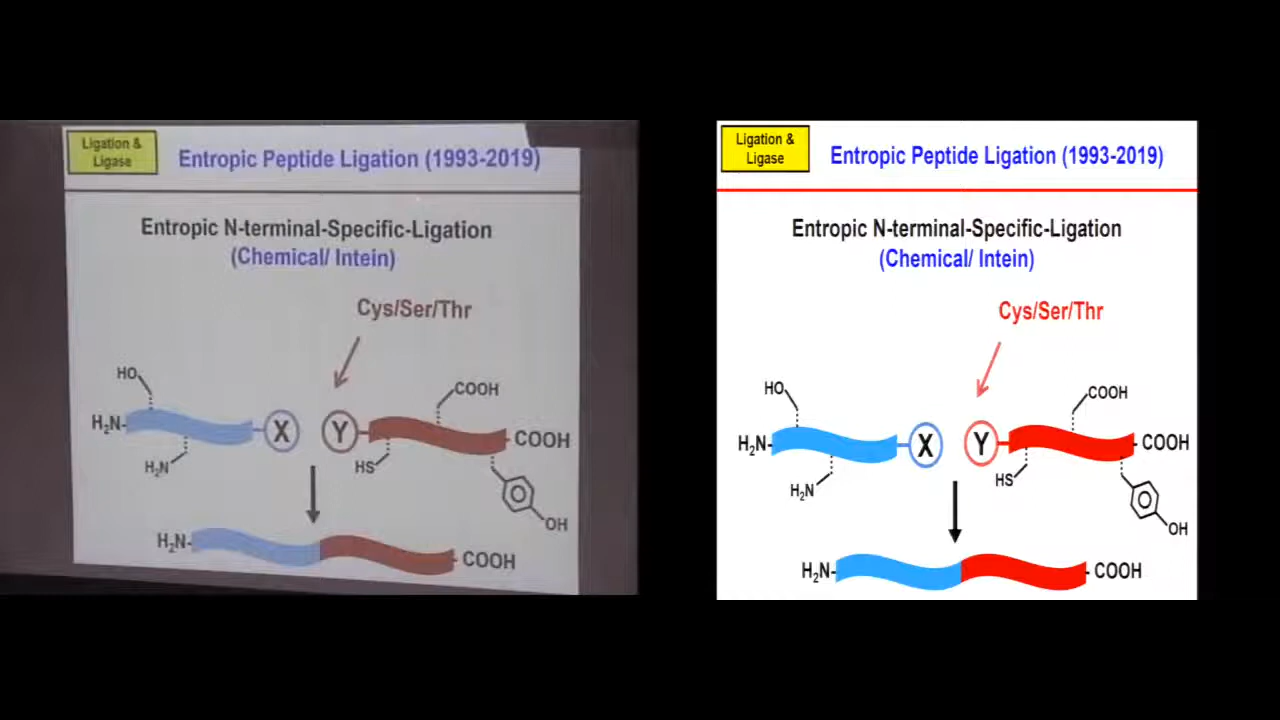 Ligation &
Ligase
Entropic Peptide Ligation (1993-2019)
Entropic N-terminal-Specific-Ligation
(Chemical/ Intein)
Cys/Ser/Thr
HO
COOH
H₂N
X
Y
COOH
H₂N
HS
OH
H₂N
COOH
Ligation &
Ligase
Entropic Peptide Ligation (1993-2019)
Entropic N-terminal-Specific-Ligation
(Chemical/ Intein)
Cys/Ser/Thr
HO
COOH
H₂N
X
Y
COOH
H₂N
HS
OH
H₂N
COOH